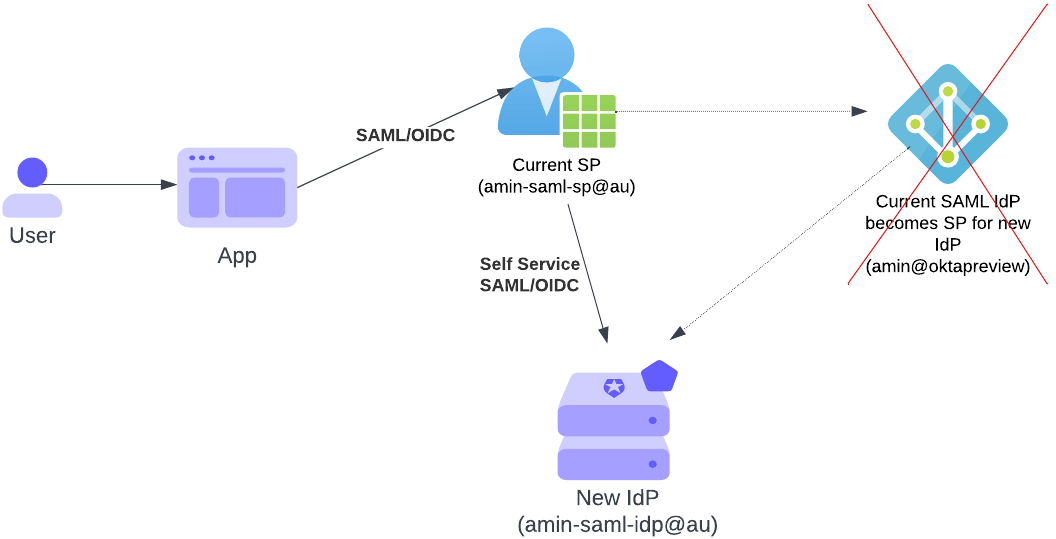 SAML/OIDC
Current SP
(amin-saml-sp@au)
User
App
Current SAML IdP
becomes SP for new
IdP
(amin@oktapreview)
Self Service
SAML/OIDC
New IdP
(amin-saml-idp@au)